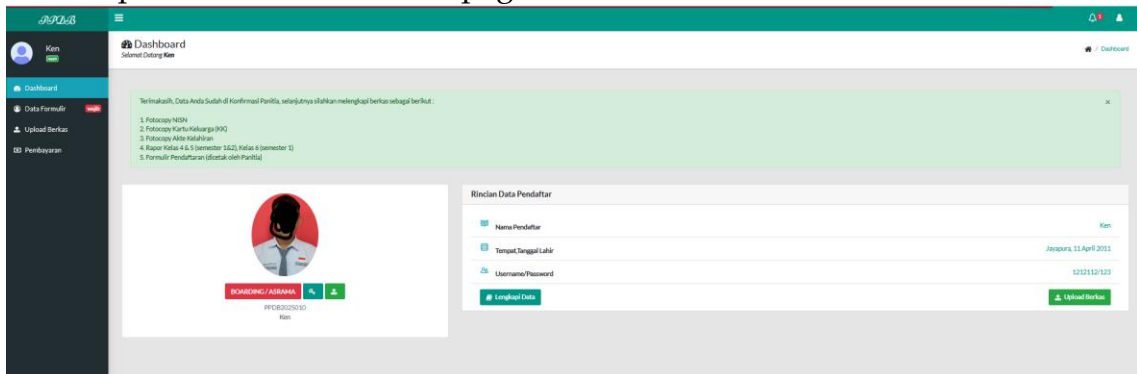 PPDB
Ken
Dashboard
Selamat Datang Ken
/ Dashboard
Dashboard
Data Formulir
Upload Berkas
Pembayaran
Terimakasih, Data Anda Sudah di Konfirmasi Panitia, selanjutnya silahkan melengkapi berkas sebagai berikut :
×
1. Fotocopy NISN
2. Fotocopy Kartu Keluarga (KK)
3. Fotocopy Akte Kelahiran
4. Rapor Kelas 4 & 5 (semester 1&2), Kelas 6 (semester 1)
5. Formulir Pendaftaran (dicetak oleh Panitia)
BOARDING / ASRAMA
PPDB2025010
Ken
Rincian Data Pendaftar
Nama Pendaftar Ken
Tempat,Tanggal Lahir Jayapura, 11 April 2011
Username/Password 1212112/123
Lengkapi Data Upload Berkas